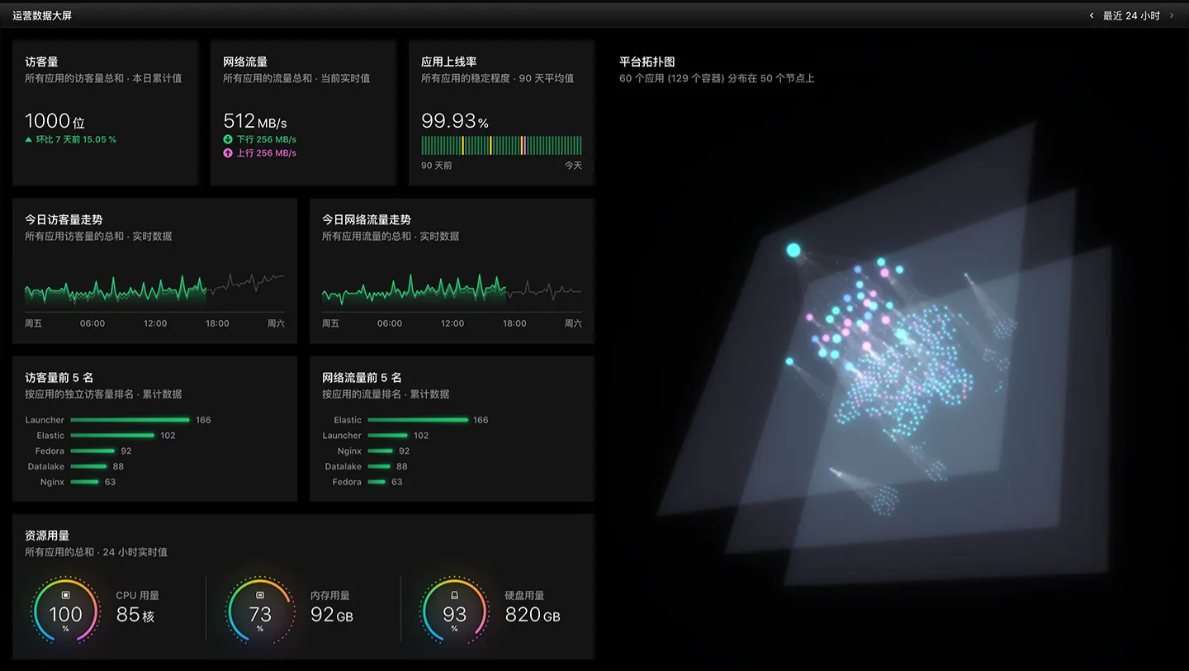 运营数据大屏
最近 24 小时
访客量
所有应用的访客量总和 · 本日累计值
1000位
环比 7 天前 15.05 %
网络流量
所有应用的流量总和 · 当前实时值
512 MB/s
下行 256 MB/s
上行 256 MB/s
应用上线率
所有应用的稳定程度 · 90 天平均值
99.93%
90 天前 今天
平台拓扑图
60 个应用 (129 个容器) 分布在 50 个节点上
今日访客量走势
所有应用访客量的总和 · 实时数据
周五 06:00 12:00 18:00 周六
今日网络流量走势
所有应用流量的总和 · 实时数据
周五 06:00 12:00 18:00 周六
访客量前 5 名
按应用的独立访客量排名 · 累计数据
Launcher 166
Elastic 102
Fedora 92
Datalake 88
Nginx 63
网络流量前 5 名
按应用的流量排名 · 累计数据
Elastic 166
Launcher 102
Nginx 92
Datalake 88
Fedora 63
资源用量
所有应用的总和 · 24 小时实时值
100
%
CPU 用量
85核
73
%
内存用量
92GB
93
%
硬盘用量
820GB